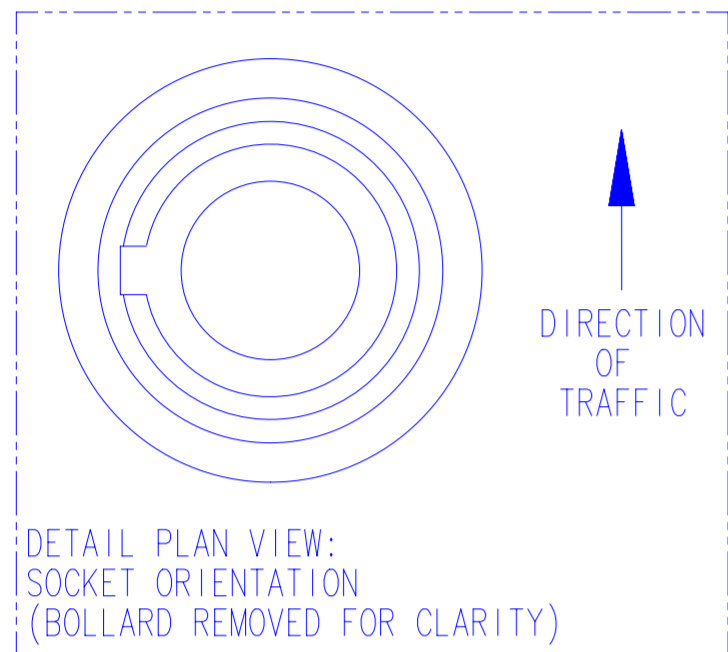 DIRECTION
OF
TRAFFIC
DETAIL PLAN VIEW:
SOCKET ORIENTATION
(BOLLARD REMOVED FOR CLARITY)